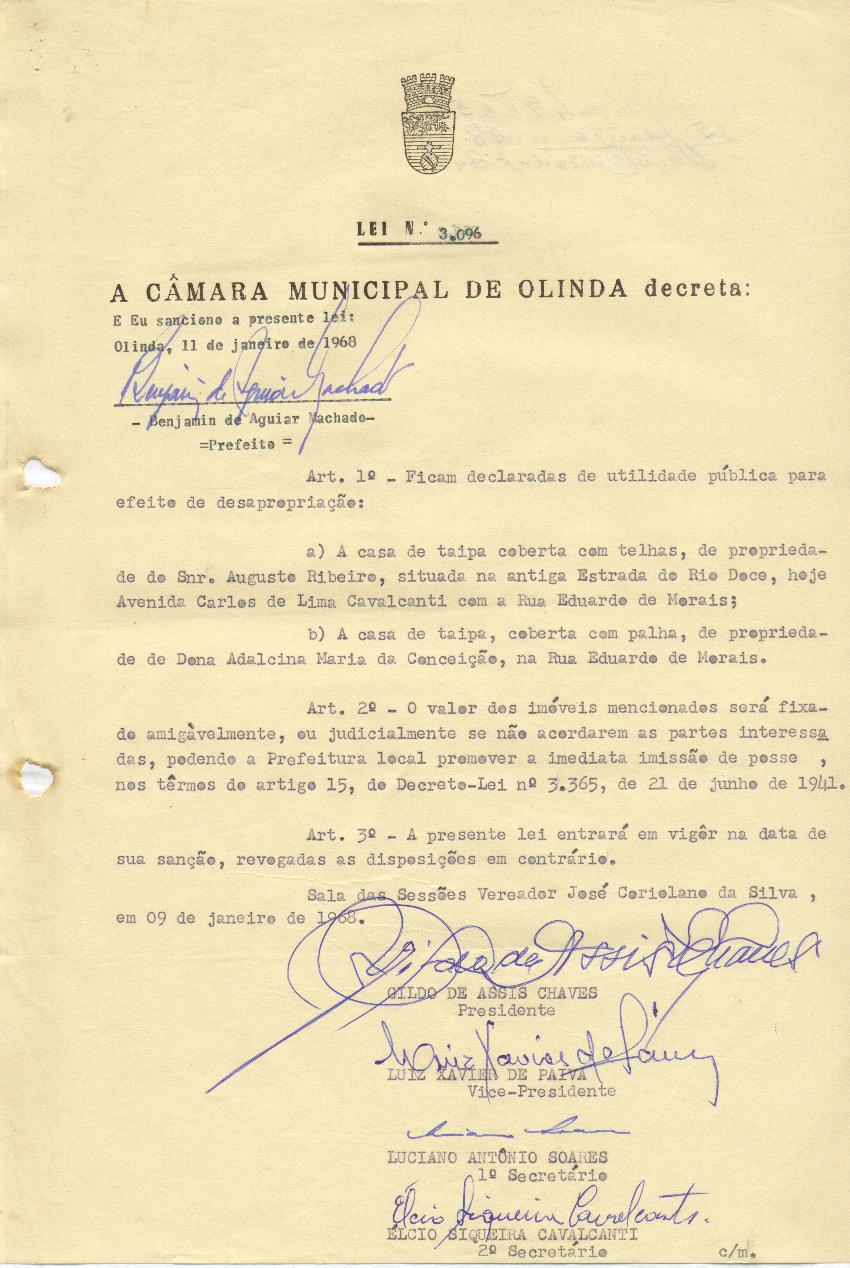 LEI N.º 3.096
A CÂMARA MUNICIPAL DE OLINDA decreta:
E Eu sanciono a presente lei:
Olinda, 11 de janeiro de 1968
Benjamin de Aguiar Machado
- Benjamin de Aguiar Machado-
=Prefeito =
Art. 1º - Ficam declaradas de utilidade pública para
efeito de desapropriação:
a) A casa de taipa coberta com telhas, de proprieda-
de do Snr. Augusto Ribeiro, situada na antiga Estrada do Rio Doce, hoje
Avenida Carlos de Lima Cavalcanti com a Rua Eduardo de Morais;
b) A casa de taipa, coberta com palha, de proprieda-
de de Dona Adalcina Maria da Conceição, na Rua Eduardo de Morais.
Art. 2º - O valor dos imóveis mencionados será fixa-
do amigàvelmente, ou judicialmente se não acordarem as partes interessa
das, podendo a Prefeitura local promover a imediata imissão de posse ,
nos têrmos do artigo 15, do Decreto-Lei nº 3.365, de 21 de junho de 1941.
Art. 3º - A presente lei entrará em vigôr na data de
sua sanção, revogadas as disposições em contrário.
Sala das Sessões Vereador José Coriolano da Silva ,
em 09 de janeiro de 1968.
Gildo de Assis Chaves
GILDO DE ASSIS CHAVES
Presidente
Luiz Xavier de Paiva
LUIZ XAVIER DE PAIVA
Vice-Presidente
LUCIANO ANTÔNIO SOARES
1º Secretário
Élcio Siqueira Cavalcanti.
ÉLCIO SIQUEIRA CAVALCANTI
2º Secretário
c/m.